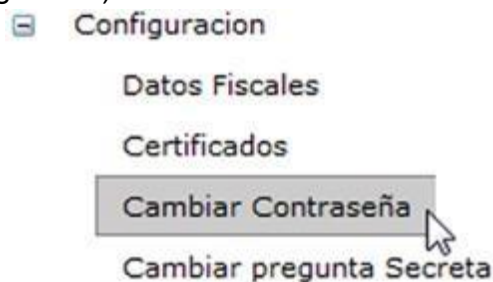 Configuracion
Datos Fiscales
Certificados
Cambiar Contraseña
Cambiar pregunta Secreta